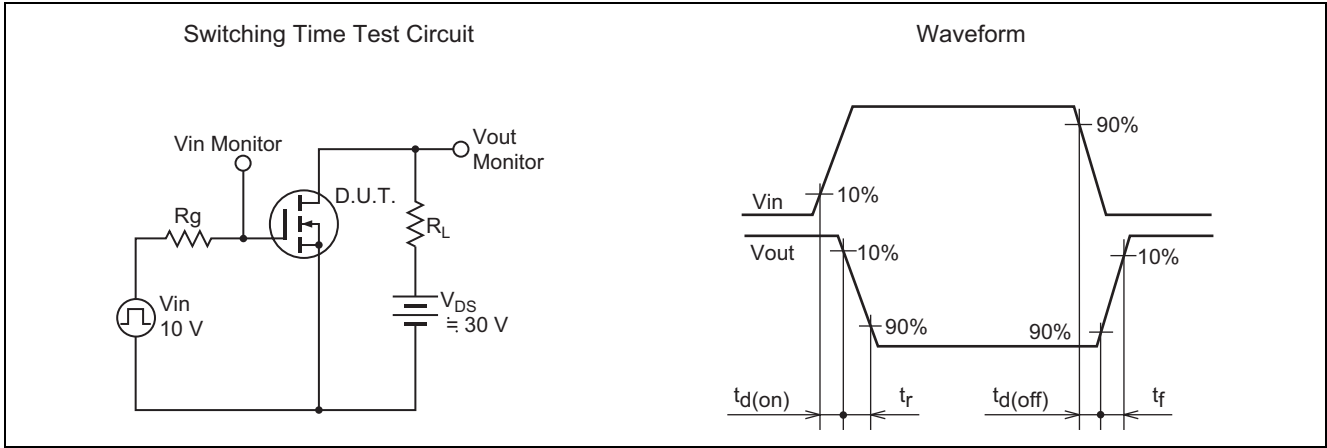 Switching Time Test Circuit
Vin Monitor
Vout
Monitor
D.U.T.
Rg
RL
Vin
10 V
VDS
≒ 30 V
Waveform
90%
10%
Vin
Vout
10%
10%
90%
90%
td(on)
tr
td(off)
tf